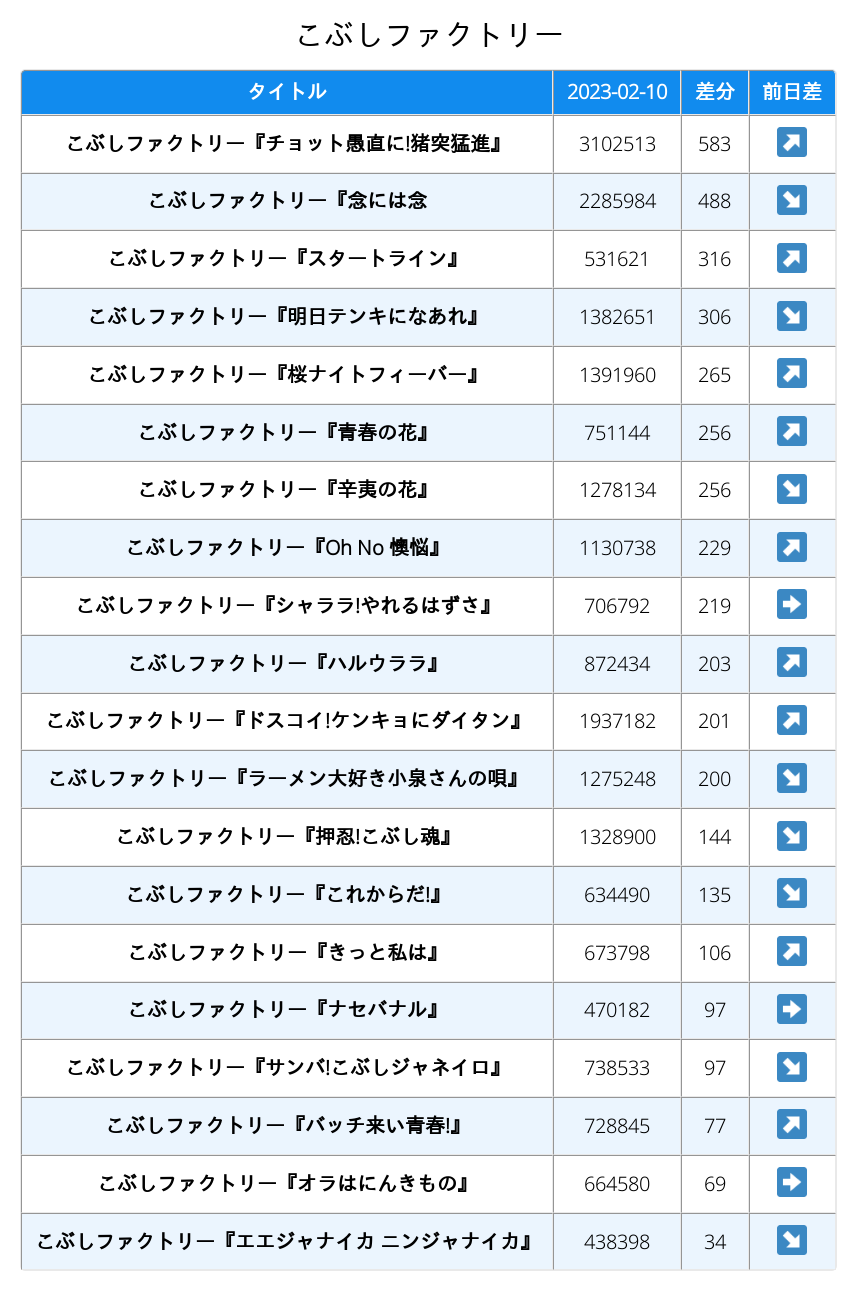 こぶしファクトリー
タイトル 2023-02-10 差分 前日差
こぶしファクトリー『チョット愚直に!猪突猛進』 3102513 583
こぶしファクトリー『念には念 2285984 488
こぶしファクトリー『スタートライン』 531621 316
こぶしファクトリー『明日テンキになあれ』 1382651 306
こぶしファクトリー『桜ナイトフィーバー』 1391960 265
こぶしファクトリー『青春の花』 751144 256
こぶしファクトリー『辛夷の花』 1278134 256
こぶしファクトリー『Oh No 懊悩』 1130738 229
こぶしファクトリー『シャララ!やれるはずさ』 706792 219
こぶしファクトリー『ハルウララ』 872434 203
こぶしファクトリー『ドスコイ!ケンキョにダイタン』 1937182 201
こぶしファクトリー『ラーメン大好き小泉さんの唄』 1275248 200
こぶしファクトリー『押忍!こぶし魂』 1328900 144
こぶしファクトリー『これからだ!』 634490 135
こぶしファクトリー『きっと私は』 673798 106
こぶしファクトリー『ナセバナル』 470182 97
こぶしファクトリー『サンバ!こぶしジャネイロ』 738533 97
こぶしファクトリー『バッチ来い青春!』 728845 77
こぶしファクトリー『オラはにんきもの』 664580 69
こぶしファクトリー『エエジャナイカ ニンジャナイカ』 438398 34